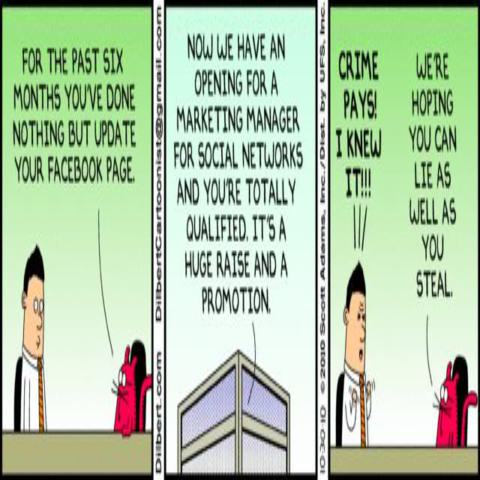 FOR THE PAST SIX
MONTHS YOU'VE DONE
NOTHING BUT UPDATE
YOUR FACEBOOK PAGE.
Dilbert.com DilbertCartoonist@gmail.com
NOW WE HAVE AN
OPENING FOR A
MARKETING MANAGER
FOR SOCIAL NETWORKS
AND YOU'RE TOTALLY
QUALIFIED. IT'S A
HUGE RAISE AND A
PROMOTION.
10-30-10 ©2010 Scott Adams, Inc./Dist. by UFS, Inc.
CRIME
PAYS!
I KNEW
IT!!!
WE'RE
HOPING
YOU CAN
LIE AS
WELL AS
YOU
STEAL.